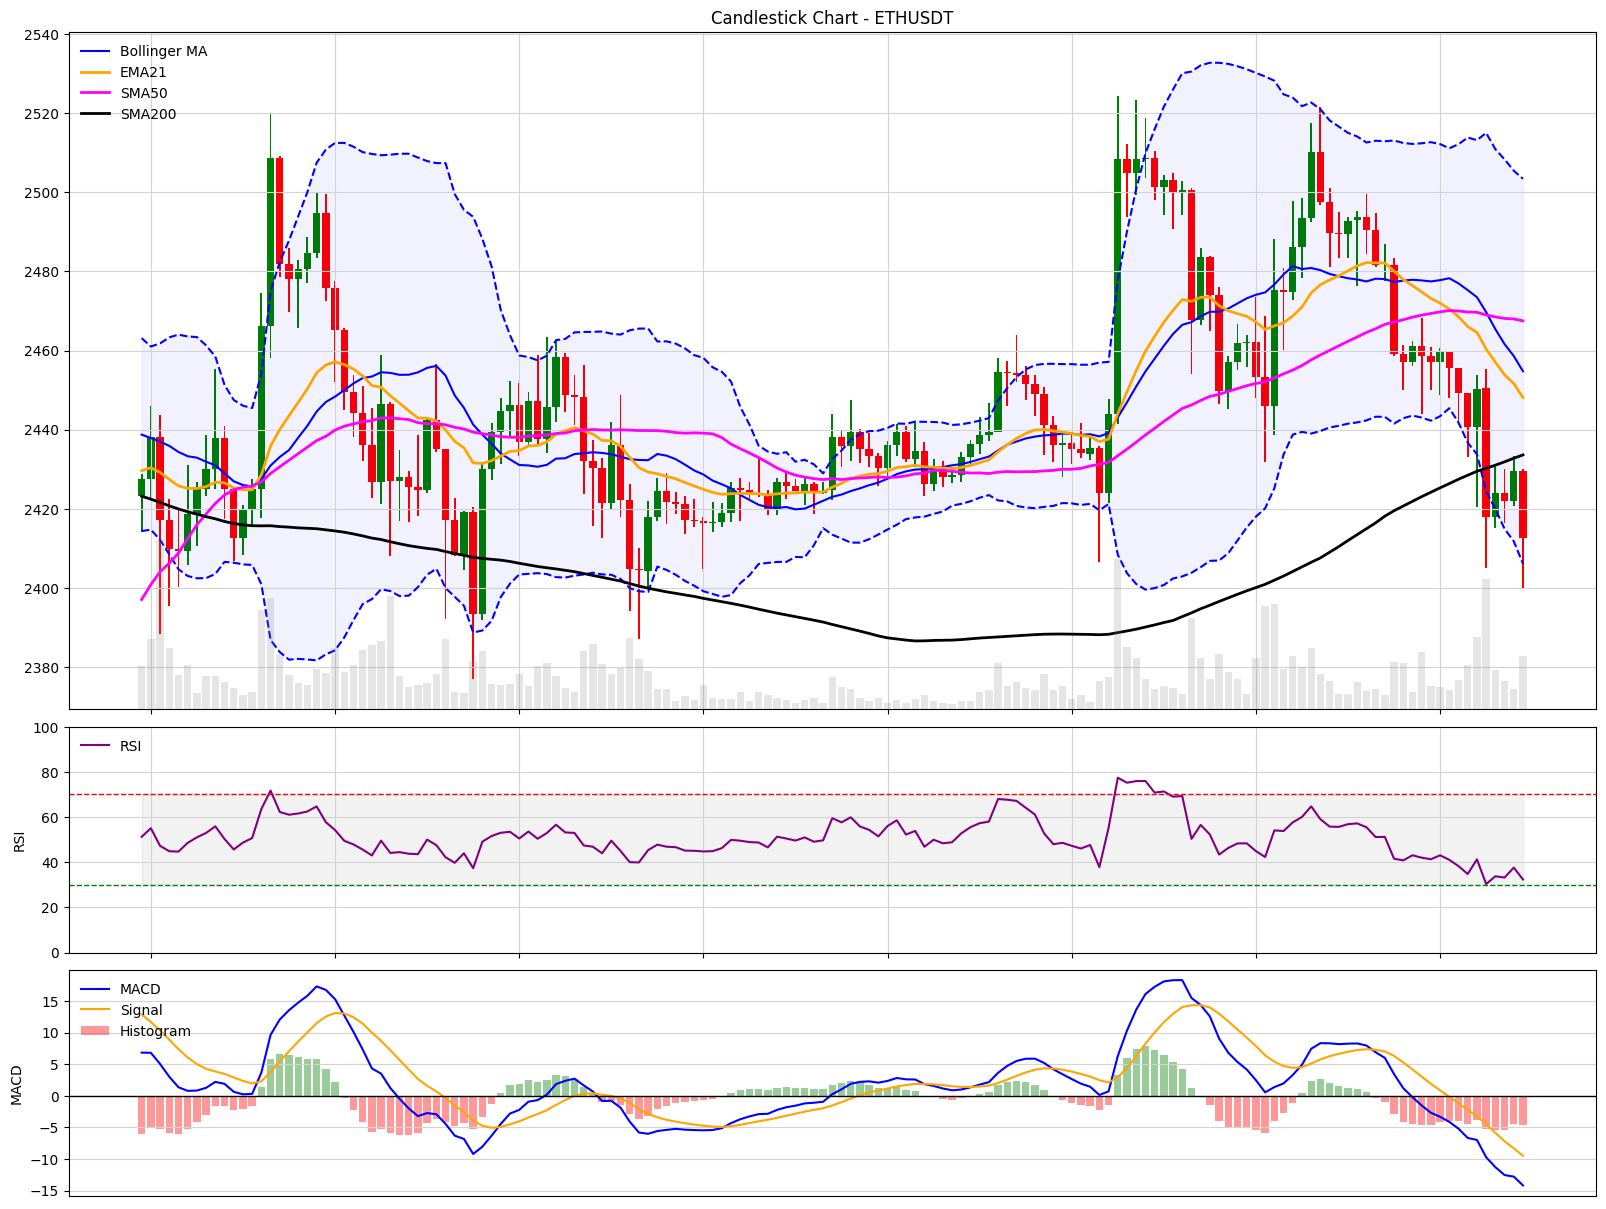 Candlestick Chart - ETHUSDT
2540
2520
2500
2480
2460
2440
2420
2400
2380
Bollinger MA
EMA21
SMA50
SMA200
100
80
60
40
20
0
RSI
RSI
15
10
5
0
−5
−10
−15
MACD
MACD
Signal
Histogram